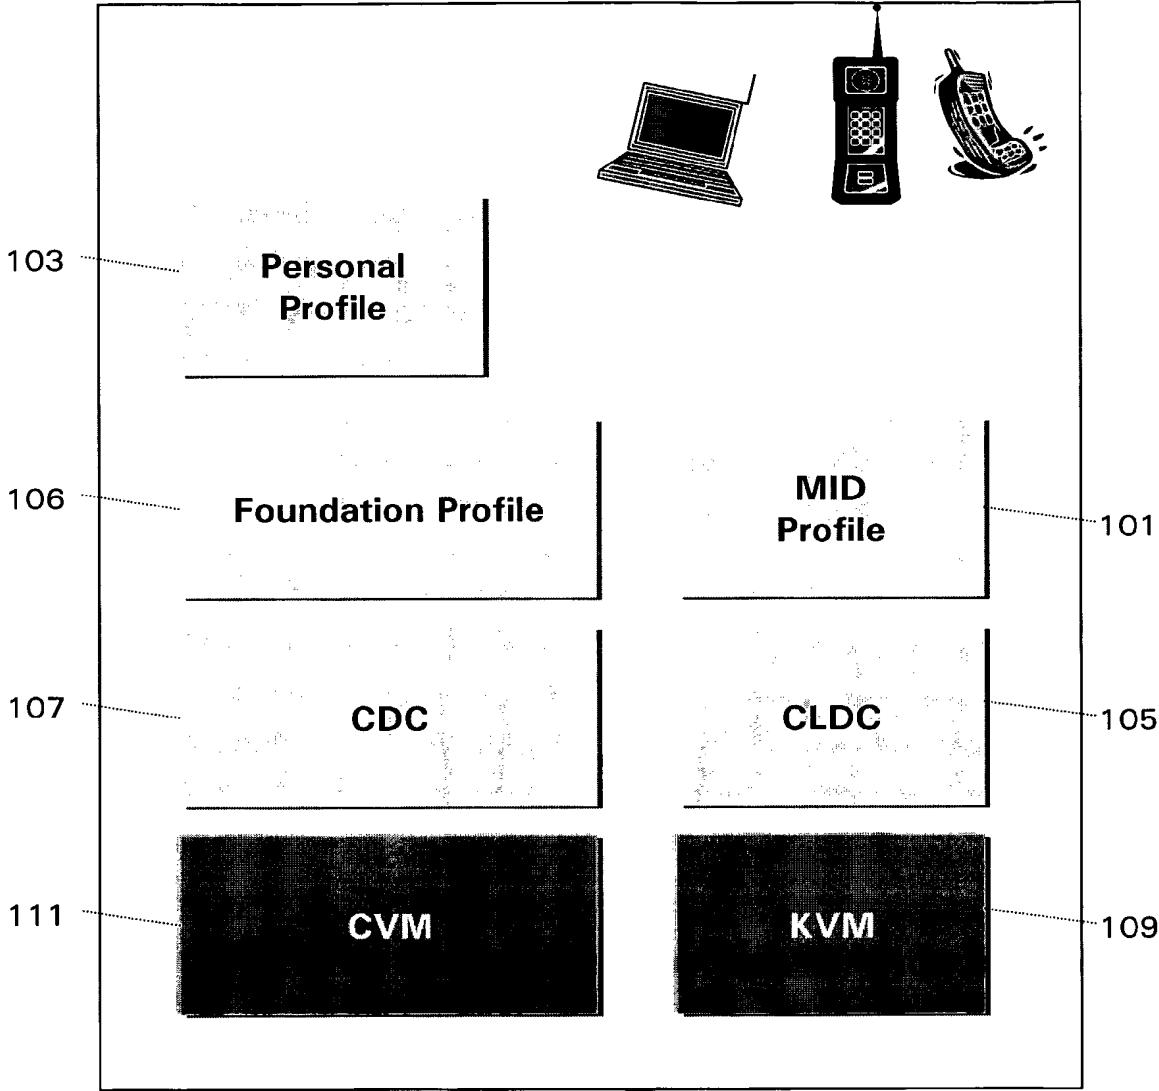 103
Personal
Profile
106
Foundation Profile
MID
Profile
101
107
CDC
CLDC
105
111
CVM
KVM
109